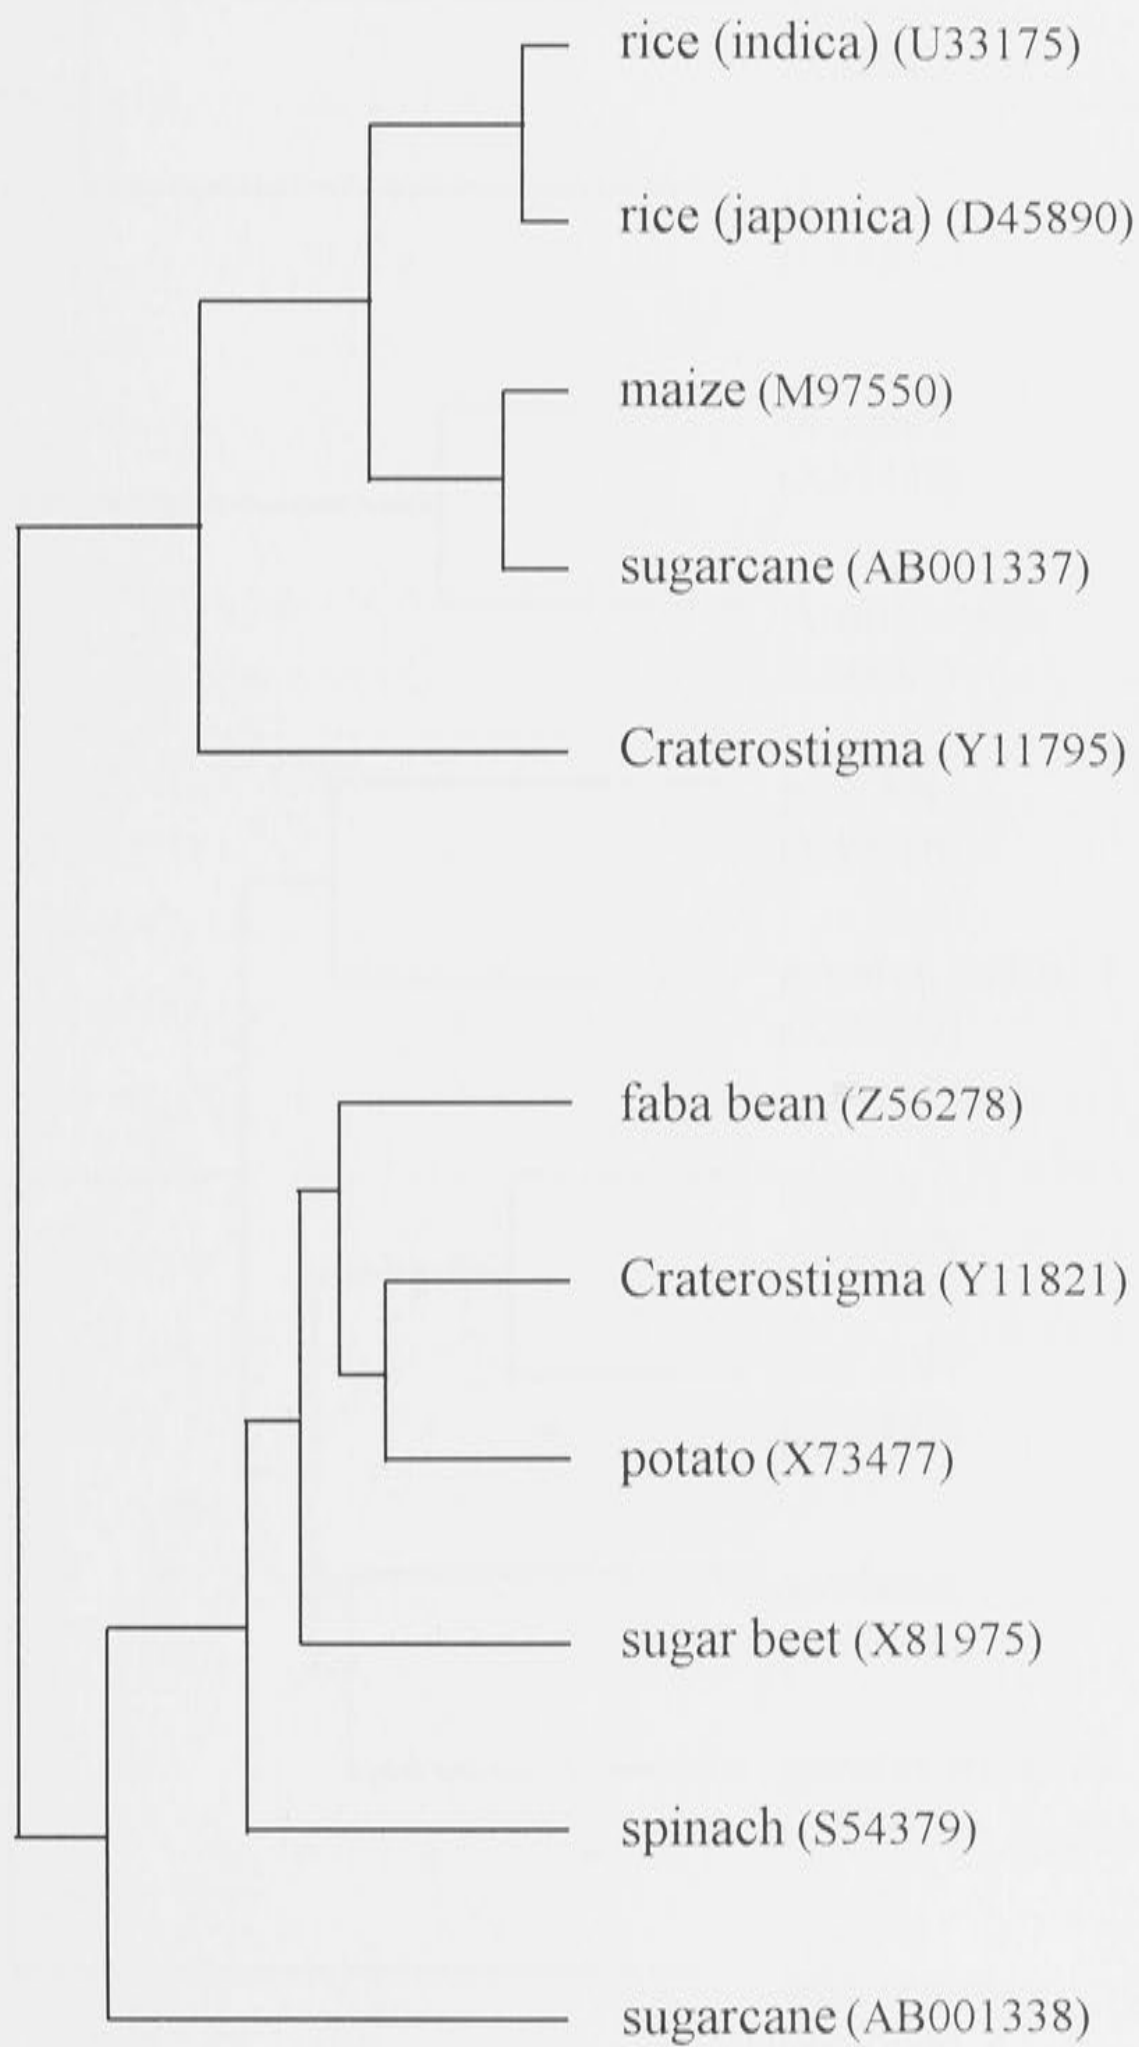 rice (indica) (U33175)
rice (japonica) (D45890)
maize (M97550)
sugarcane (AB001337)
Craterostigma (Y11795)
faba bean (Z56278)
Craterostigma (Y11821)
potato (X73477)
sugar beet (X81975)
spinach (S54379)
sugarcane (AB001338)